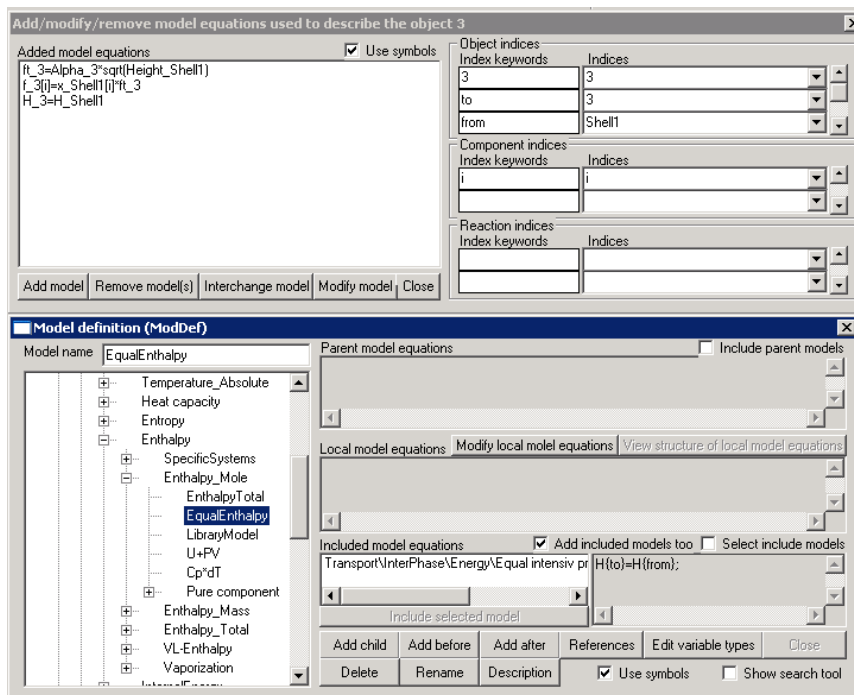 Add/modify/remove model equations used to describe the object 3
Added model equations
Use symbols
ft_3=Alpha_3*sqrt(Height_Shell1)
f_3[i]=x_Shell1[i]*ft_3
H_3=H_Shell1
Add model
Remove model(s)
Interchange model
Modify model
Close
Object indices
Index keywords Indices
3 3
to 3
from Shell1
Component indices
Index keywords Indices
i i
Reaction indices
Index keywords Indices
Model definition (ModDef)
Model name EqualEnthalpy
Temperature_Absolute
Heat capacity
Entropy
Enthalpy
SpecificSystems
Enthalpy_Mole
EnthalpyTotal
EqualEnthalpy
LibraryModel
U+PV
Cp*dT
Pure component
Enthalpy_Mass
Enthalpy_Total
VL-Enthalpy
Vaporization
Parent model equations
Include parent models
Local model equations
Modify local molel equations
View structure of local model equations
Included model equations
Add included models too
Select include models
Transport\InterPhase\Energy\Equal intensiv pr
H{to}=H{from};
Include selected model
Add child
Add before
Add after
References
Edit variable types
Close
Delete
Rename
Description
Use symbols
Show search tool